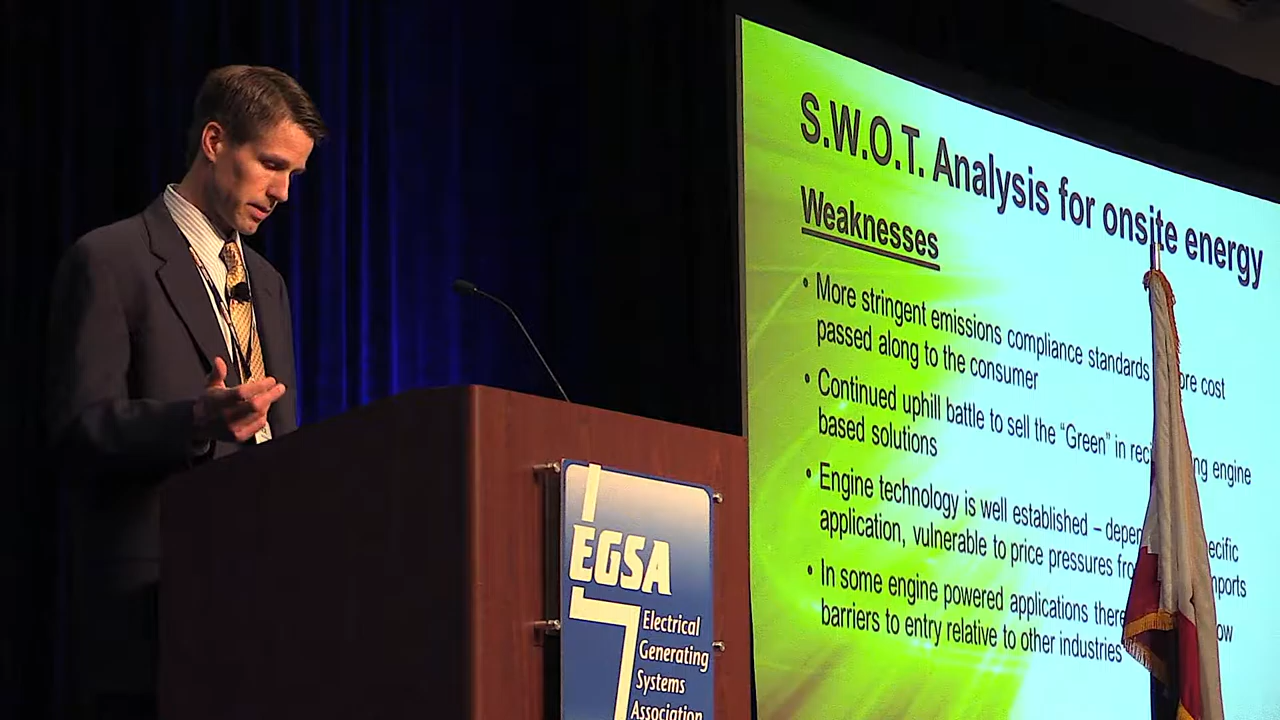 S.W.O.T. Analysis for onsite energy
Weaknesses
• More stringent emissions compliance standards cost
passed along to the consumer
• Continued uphill battle to sell the “Green” in engine
based solutions
• Engine technology is well established –
application, vulnerable to price pressures
• In some engine powered applications
barriers to entry relative to other industries
EGSA
Electrical
Generating
Systems
Association